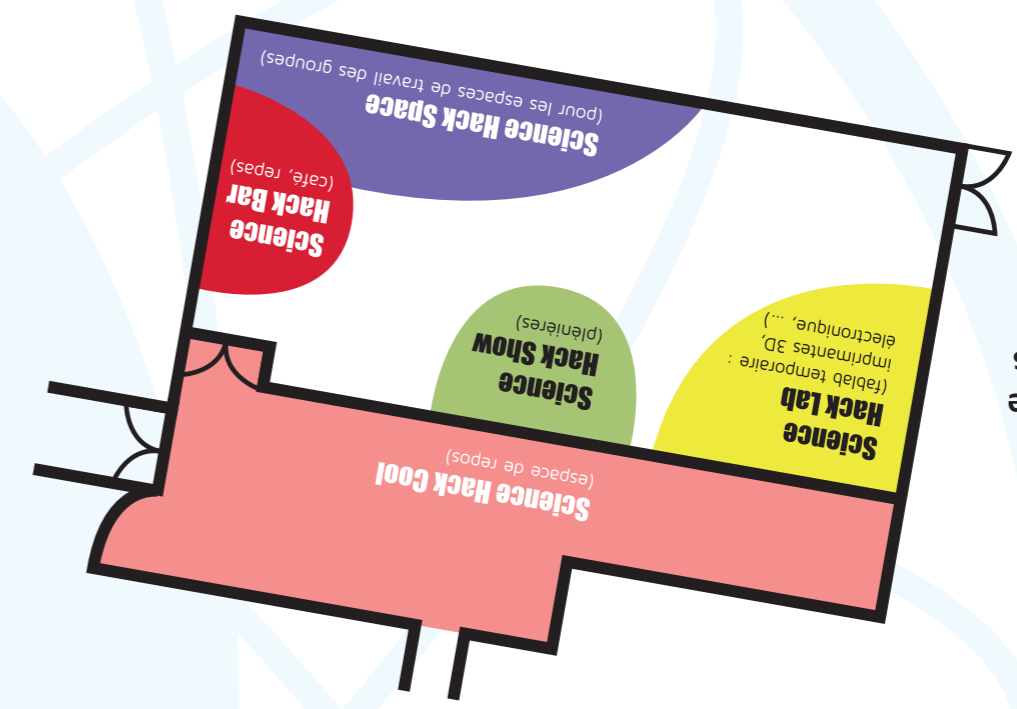 Science Hack Cool
(espace de repos)
Science
Hack Lab
(fablab temporaire :
imprimantes 3D,
électronique, ...)
Science
Hack Show
(plénières)
Science
Hack Bar
(café, repas)
Science Hack Space
(pour les espaces de travail des groupes)